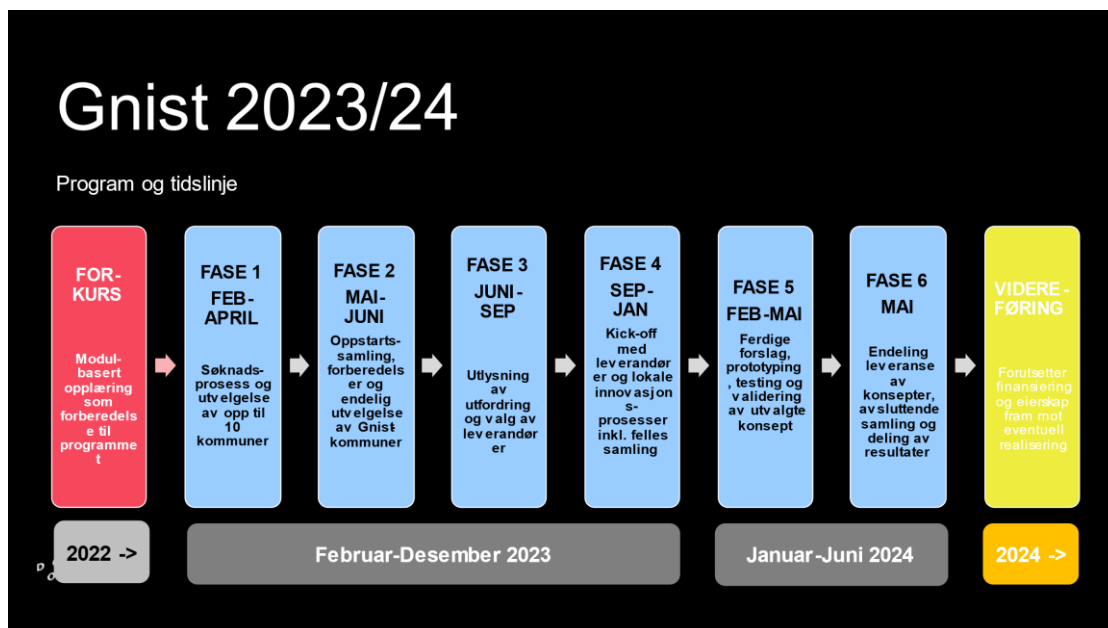 Gnist 2023/24
Program og tidslinje
FOR-
KURS
Modul-
basert
opplæring
som
forberedels
e til
programme
t
FASE 1
FEB-
APRIL
Søknads-
prosess og
utvelgelse
av opp til
10
kommuner
FASE 2
MAI-
JUNI
Oppstarts-
samling,
forberedels
er og
endelig
utvelgelse
av Gnist-
kommuner
FASE 3
JUNI-
SEP
Utlysning
av
utfordring
og valg av
leverandør
er
FASE 4
SEP-
JAN
Kick-off
med
leverandør
er og lokale
innovasjon
s-
prosesser
inkl. felles
samling
FASE 5
FEB-MAI
Ferdige
forslag,
prototyping
, testing og
validering
av utvalgte
konsept
FASE 6
MAI
Endeling
leveranse
av
konsepter,
avsluttende
samling og
deling av
resultater
VIDERE-
FØRING
Forutsetter
finansiering
og eierskap
fram mot
eventuell
realisering
2022 ->
Februar-Desember 2023
Januar-Juni 2024
2024 ->